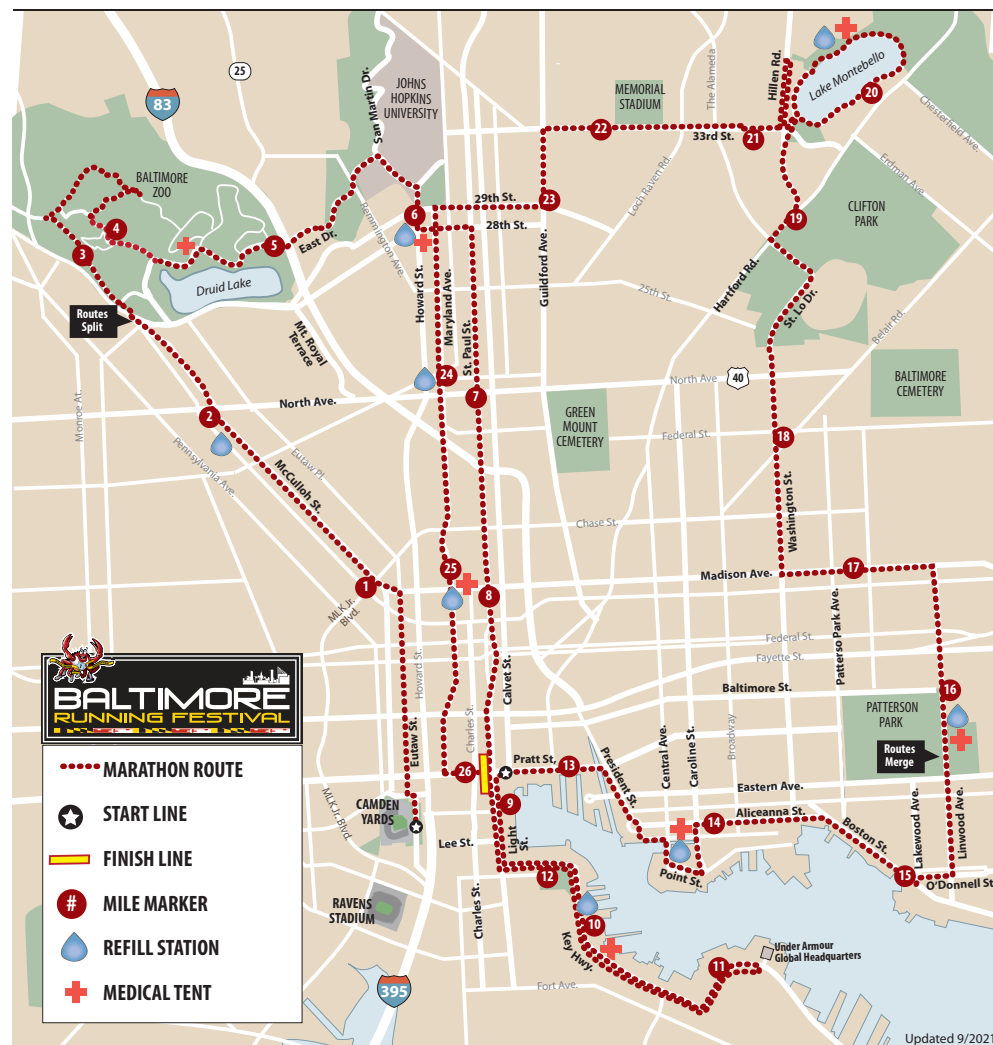 25
83
San Martin Dr.
JOHNS
HOPKINS
UNIVERSITY
MEMORIAL
STADIUM
The Alameda
Hillen Rd.
Lake Montebello
20
Chesterfield Ave.
22
33rd St.
21
Erdman Ave.
BALTIMORE
ZOO
Remmington Ave.
Loch Raven Rd.
CLIFTON
PARK
29th St.
23
6
28th St.
19
4
5
East Dr.
3
Druid Lake
Howard St.
Maryland Ave.
St. Paul St.
Guildford Ave.
25th St.
Hartford Rd.
St. Lo Dr.
Belair Rd.
Routes
Split
Mt. Royal
Terrace
24
7
North Ave
40
BALTIMORE
CEMETERY
Monroe At.
North Ave.
2
GREEN
MOUNT
CEMETERY
Federal St.
18
Pennsylvania Ave.
Eutaw Pl.
McCulloh St.
Washington St.
Chase St.
25
1
MLK Jr.
Blvd.
8
Madison Ave.
17
Patterso Park Ave.
Federal St.
Fayette St.
Howard St.
Calvet St.
Baltimore St.
16
PATTERSON
PARK
Routes
Merge
BALTIMORE
RUNNING FESTIVAL
Eutaw St.
Charles St.
Central Ave.
Caroline St.
Broadway
26
Pratt St,
13
President St.
Eastern Ave.
MARATHON ROUTE
START LINE
FINISH LINE
# MILE MARKER
REFILL STATION
MEDICAL TENT
MLK Jr. Blvd.
CAMDEN
YARDS
9
Light
St.
Lee St.
14
Aliceanna St.
Boston St.
Lakewood Ave.
Linwood Ave.
12
Point St.
15
O'Donnell St
RAVENS
STADIUM
Charles St.
10
Key Hwy.
11
Under Armour
Global Headquarters
395
Fort Ave.
Updated 9/2021